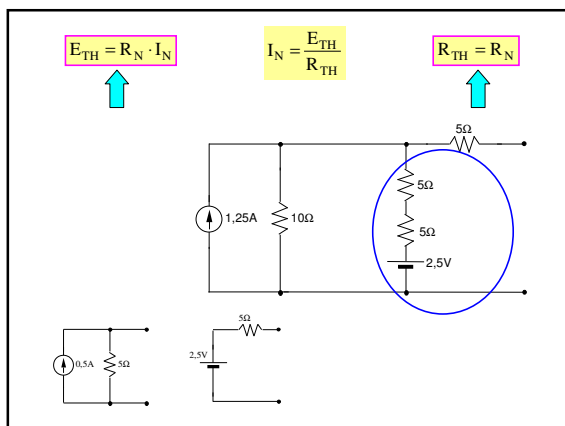 E_TH = R_N · I_N
I_N = E_TH / R_TH
R_TH = R_N
5Ω
5Ω
1,25A
10Ω
5Ω
2,5V
5Ω
0,5A
5Ω
2,5V